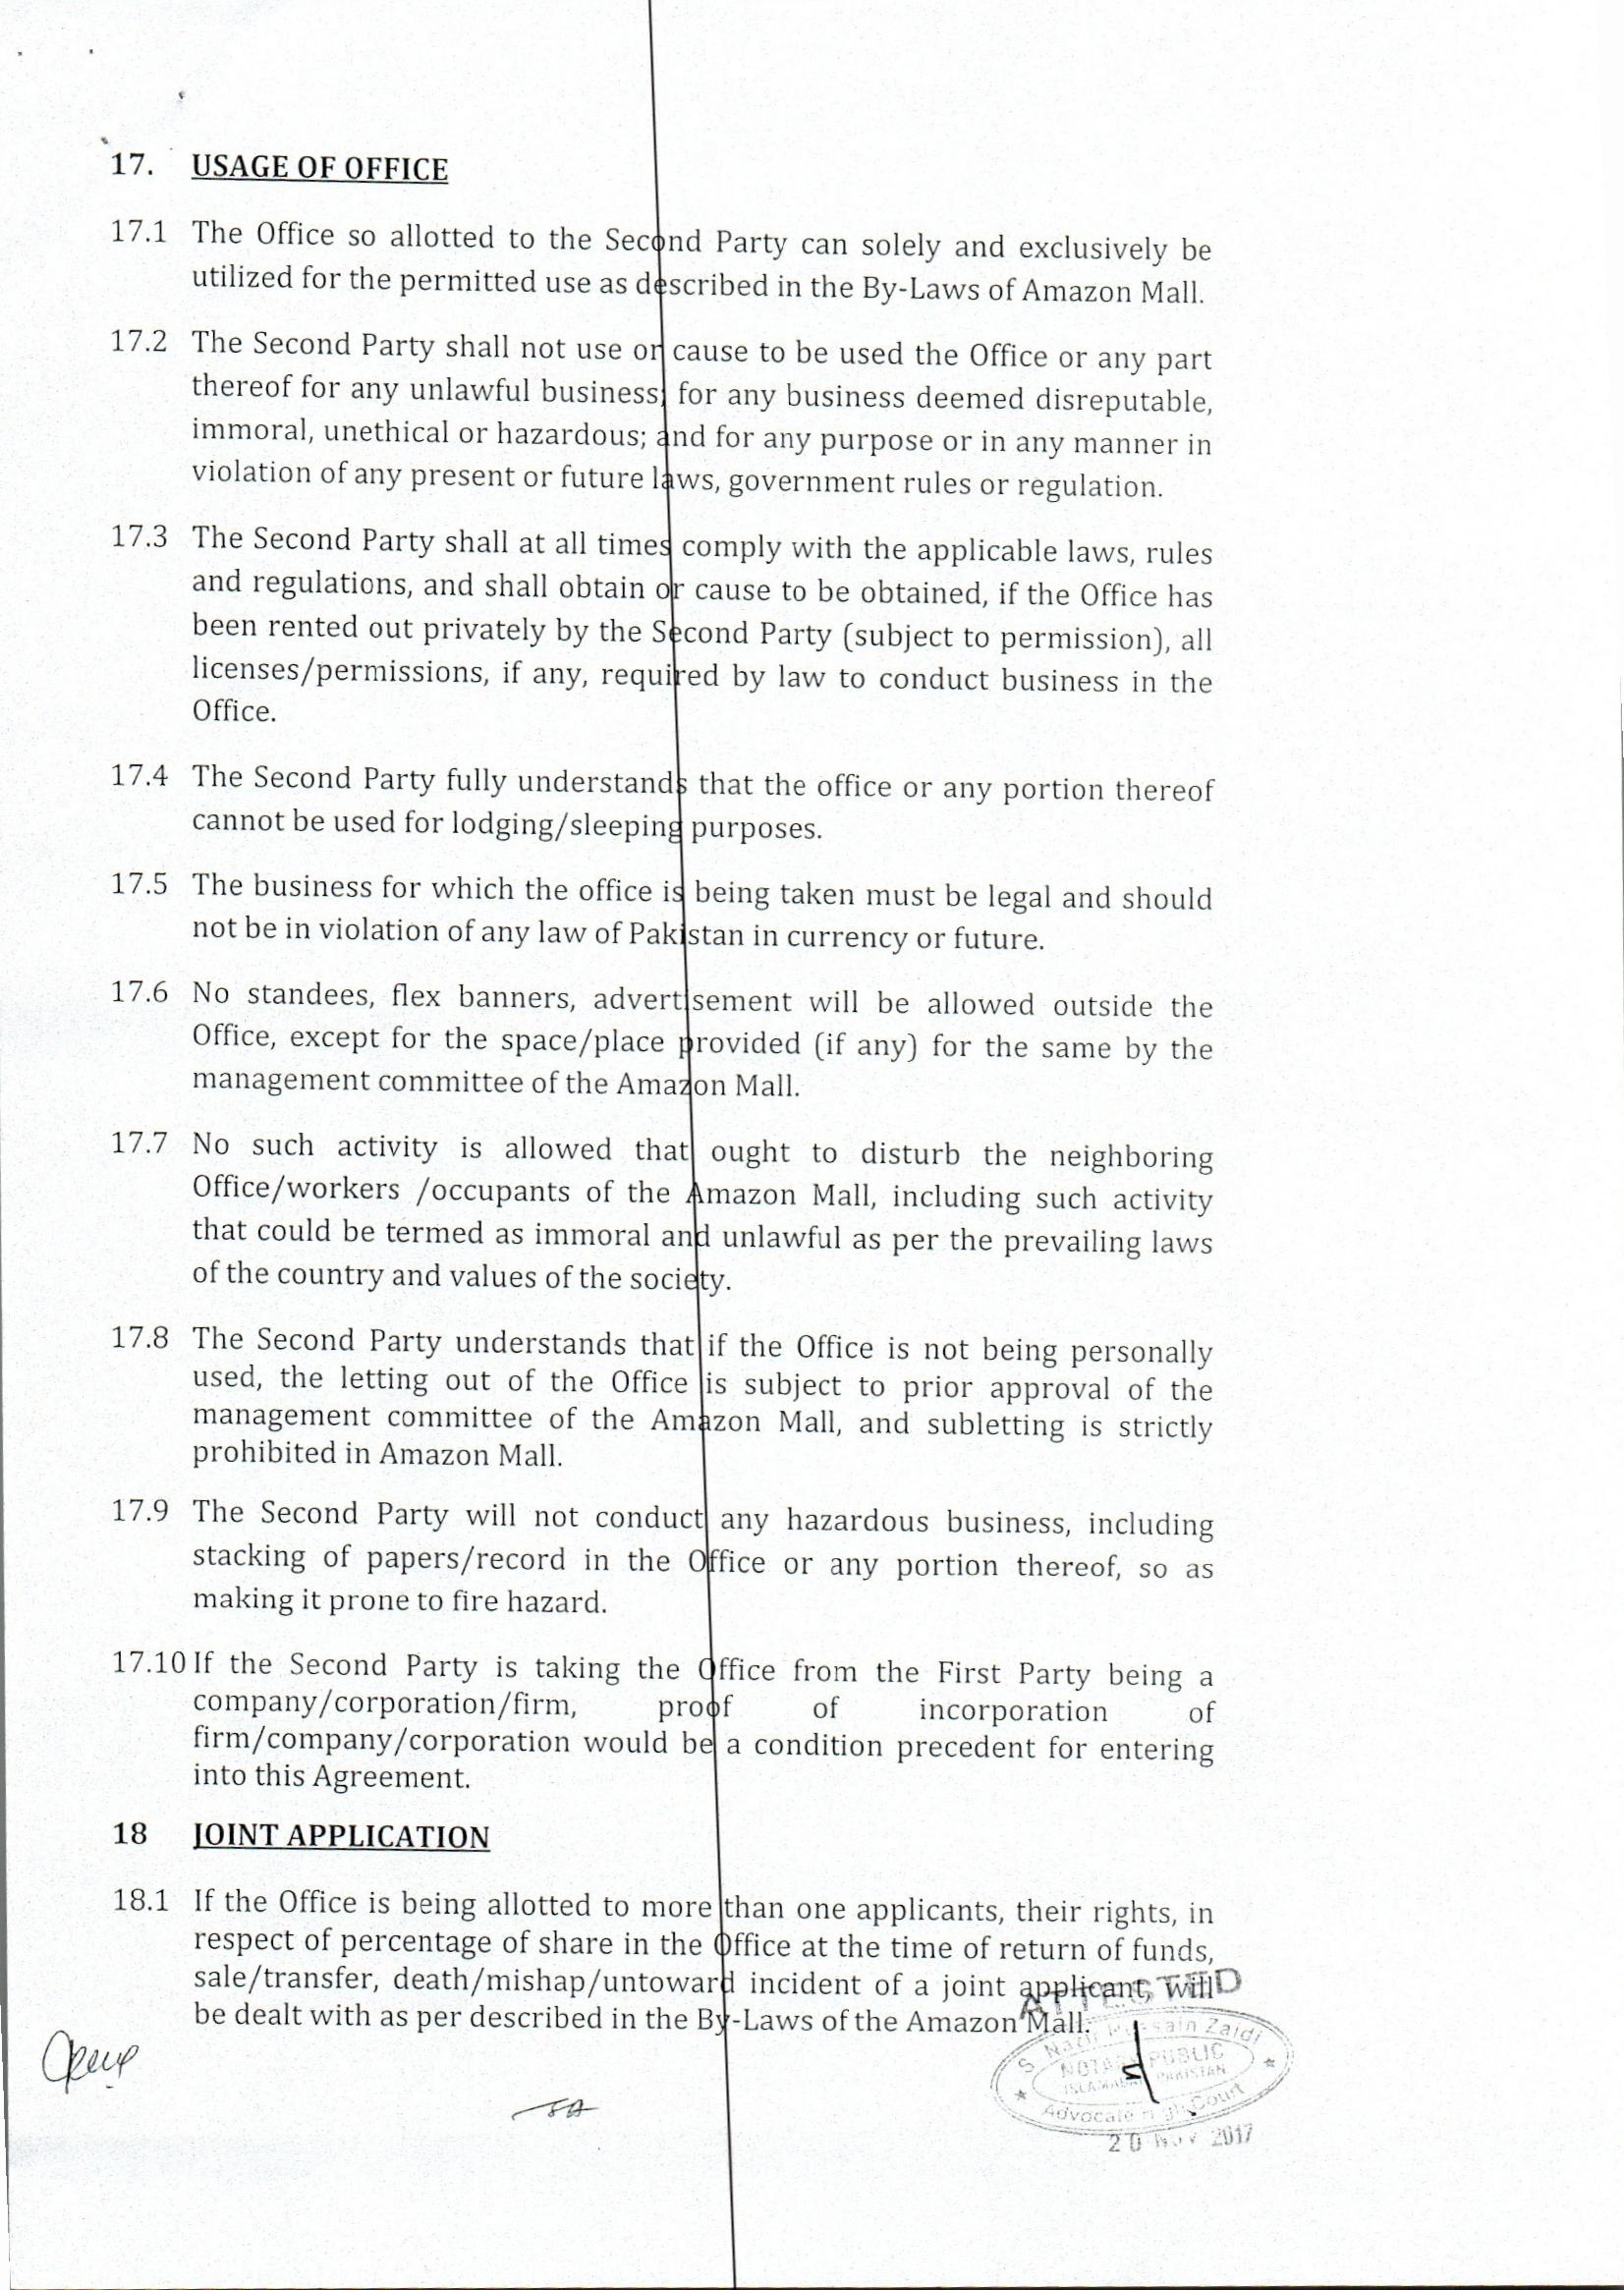 17. USAGE OF OFFICE
17.1 The Office so allotted to the Second Party can solely and exclusively be
utilized for the permitted use as described in the By-Laws of Amazon Mall.
17.2 The Second Party shall not use or cause to be used the Office or any part
thereof for any unlawful business; for any business deemed disreputable,
immoral, unethical or hazardous; and for any purpose or in any manner in
violation of any present or future laws, government rules or regulation.
17.3 The Second Party shall at all times comply with the applicable laws, rules
and regulations, and shall obtain or cause to be obtained, if the Office has
been rented out privately by the Second Party (subject to permission), all
licenses/permissions, if any, required by law to conduct business in the
Office.
17.4 The Second Party fully understands that the office or any portion thereof
cannot be used for lodging/sleeping purposes.
17.5 The business for which the office is being taken must be legal and should
not be in violation of any law of Pakistan in currency or future.
17.6 No standees, flex banners, advertisement will be allowed outside the
Office, except for the space/place provided (if any) for the same by the
management committee of the Amazon Mall.
17.7 No such activity is allowed that ought to disturb the neighboring
Office/workers /occupants of the Amazon Mall, including such activity
that could be termed as immoral and unlawful as per the prevailing laws
of the country and values of the society.
17.8 The Second Party understands that if the Office is not being personally
used, the letting out of the Office is subject to prior approval of the
management committee of the Amazon Mall, and subletting is strictly
prohibited in Amazon Mall.
17.9 The Second Party will not conduct any hazardous business, including
stacking of papers/record in the Office or any portion thereof, so as
making it prone to fire hazard.
17.10 If the Second Party is taking the Office from the First Party being a
company/corporation/firm, proof of incorporation of
firm/company/corporation would be a condition precedent for entering
into this Agreement.
18 JOINT APPLICATION
18.1 If the Office is being allotted to more than one applicants, their rights, in
respect of percentage of share in the Office at the time of return of funds,
sale/transfer, death/mishap/untoward incident of a joint applicant, will
be dealt with as per described in the By-Laws of the Amazon Mall.
ATTESTED
S. Hussain Zaidi
NOTARY PUBLIC
ISLAMABAD PAKISTAN
Advocate High Court
20 NOV 2017